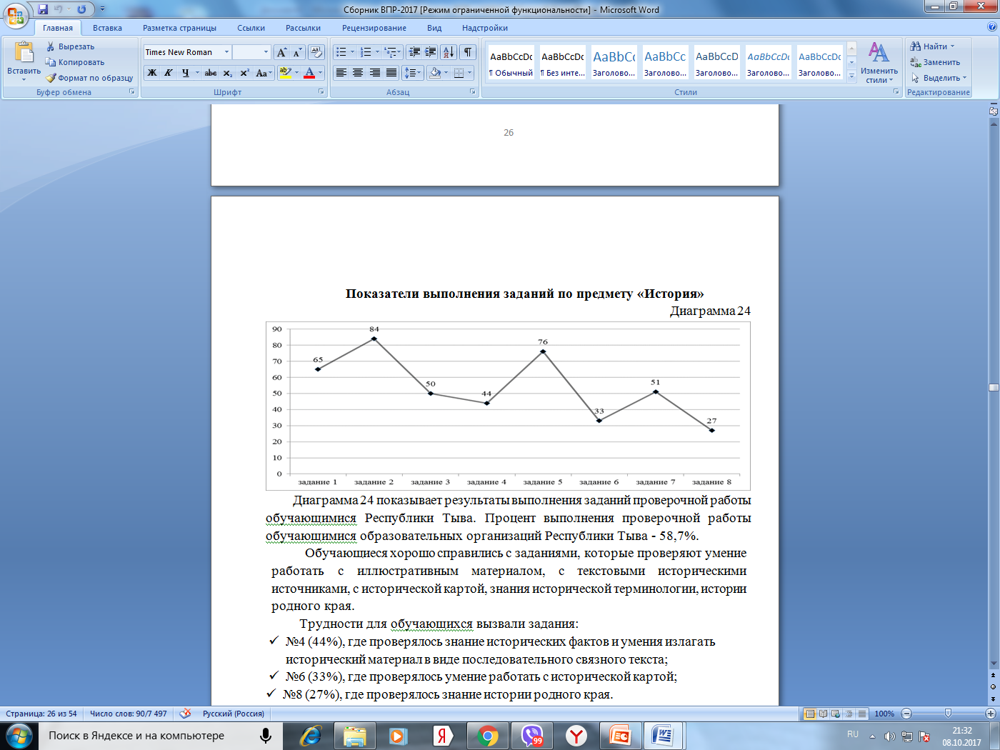 Сборник ВПР-2017 [Режим ограниченной функциональности] - Microsoft Word
Главная Вставка Разметка страницы Ссылки Рассылки Рецензирование Вид Надстройки
Вставить
Вырезать
Копировать
Формат по образцу
Буфер обмена
Times New Roman
Ж К Ч abc x₂ x² Aa
Шрифт
Абзац
AaBbCcDc AaBbCcDc AaBbCc AaBbCc AaBbCcD AaBbCcDc AaBbCcDc
¶ Обычный ¶ Без инте... Заголово... Заголово... Заголово... Заголово... Заголово...
Изменить стили
Стили
Найти
Заменить
Выделить
Редактирование
26
Показатели выполнения заданий по предмету «История»
Диаграмма 24
90
80
70
60
50
40
30
20
10
0
65 84 50 44 76 33 51 27
задание 1 задание 2 задание 3 задание 4 задание 5 задание 6 задание 7 задание 8
Диаграмма 24 показывает результаты выполнения заданий проверочной работы
обучающимися Республики Тыва. Процент выполнения проверочной работы
обучающимися образовательных организаций Республики Тыва - 58,7%.
Обучающиеся хорошо справились с заданиями, которые проверяют умение
работать с иллюстративным материалом, с текстовыми историческими
источниками, с исторической картой, знания исторической терминологии, истории
родного края.
Трудности для обучающихся вызвали задания:
✓ №4 (44%), где проверялось знание исторических фактов и умения излагать
исторический материал в виде последовательного связного текста;
✓ №6 (33%), где проверялось умение работать с исторической картой;
✓ №8 (27%), где проверялось знание истории родного края.
Страница: 26 из 54 Число слов: 90/7 497 Русский (Россия) 100%
Поиск в Яндексе и на компьютере
99
RU
21:32
08.10.2017